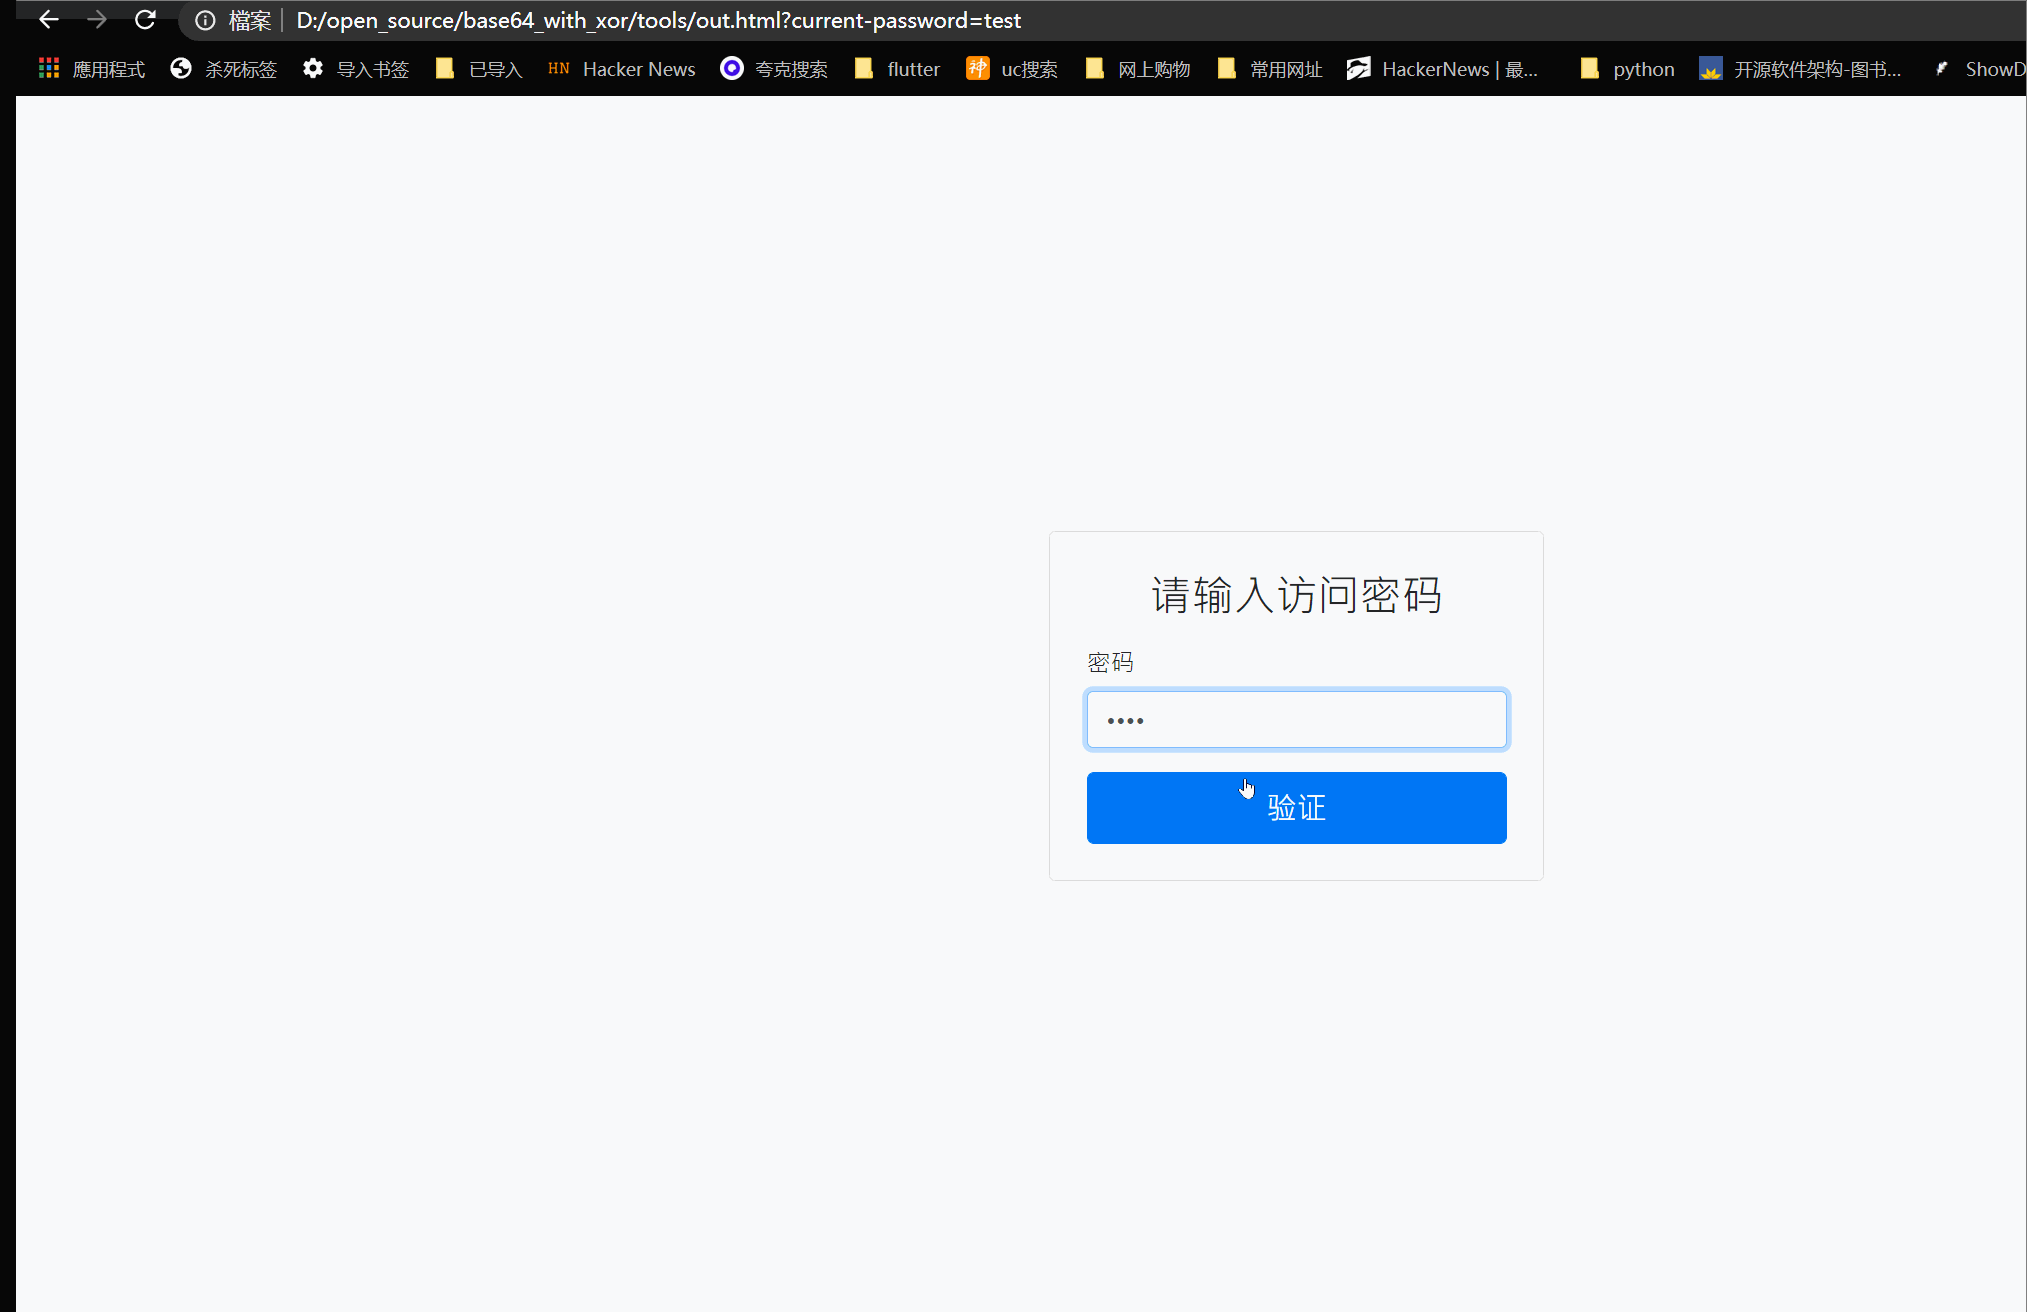 檔案 | D:/open_source/base64_with_xor/tools/out.html?current-password=test
應用程式 杀死标签 导入书签 已导入 HN Hacker News 夸克搜索 flutter 神 uc搜索 网上购物 常用网址 HackerNews | 最... python 开源软件架构-图书... ShowD
请输入访问密码
密码
••••
验证